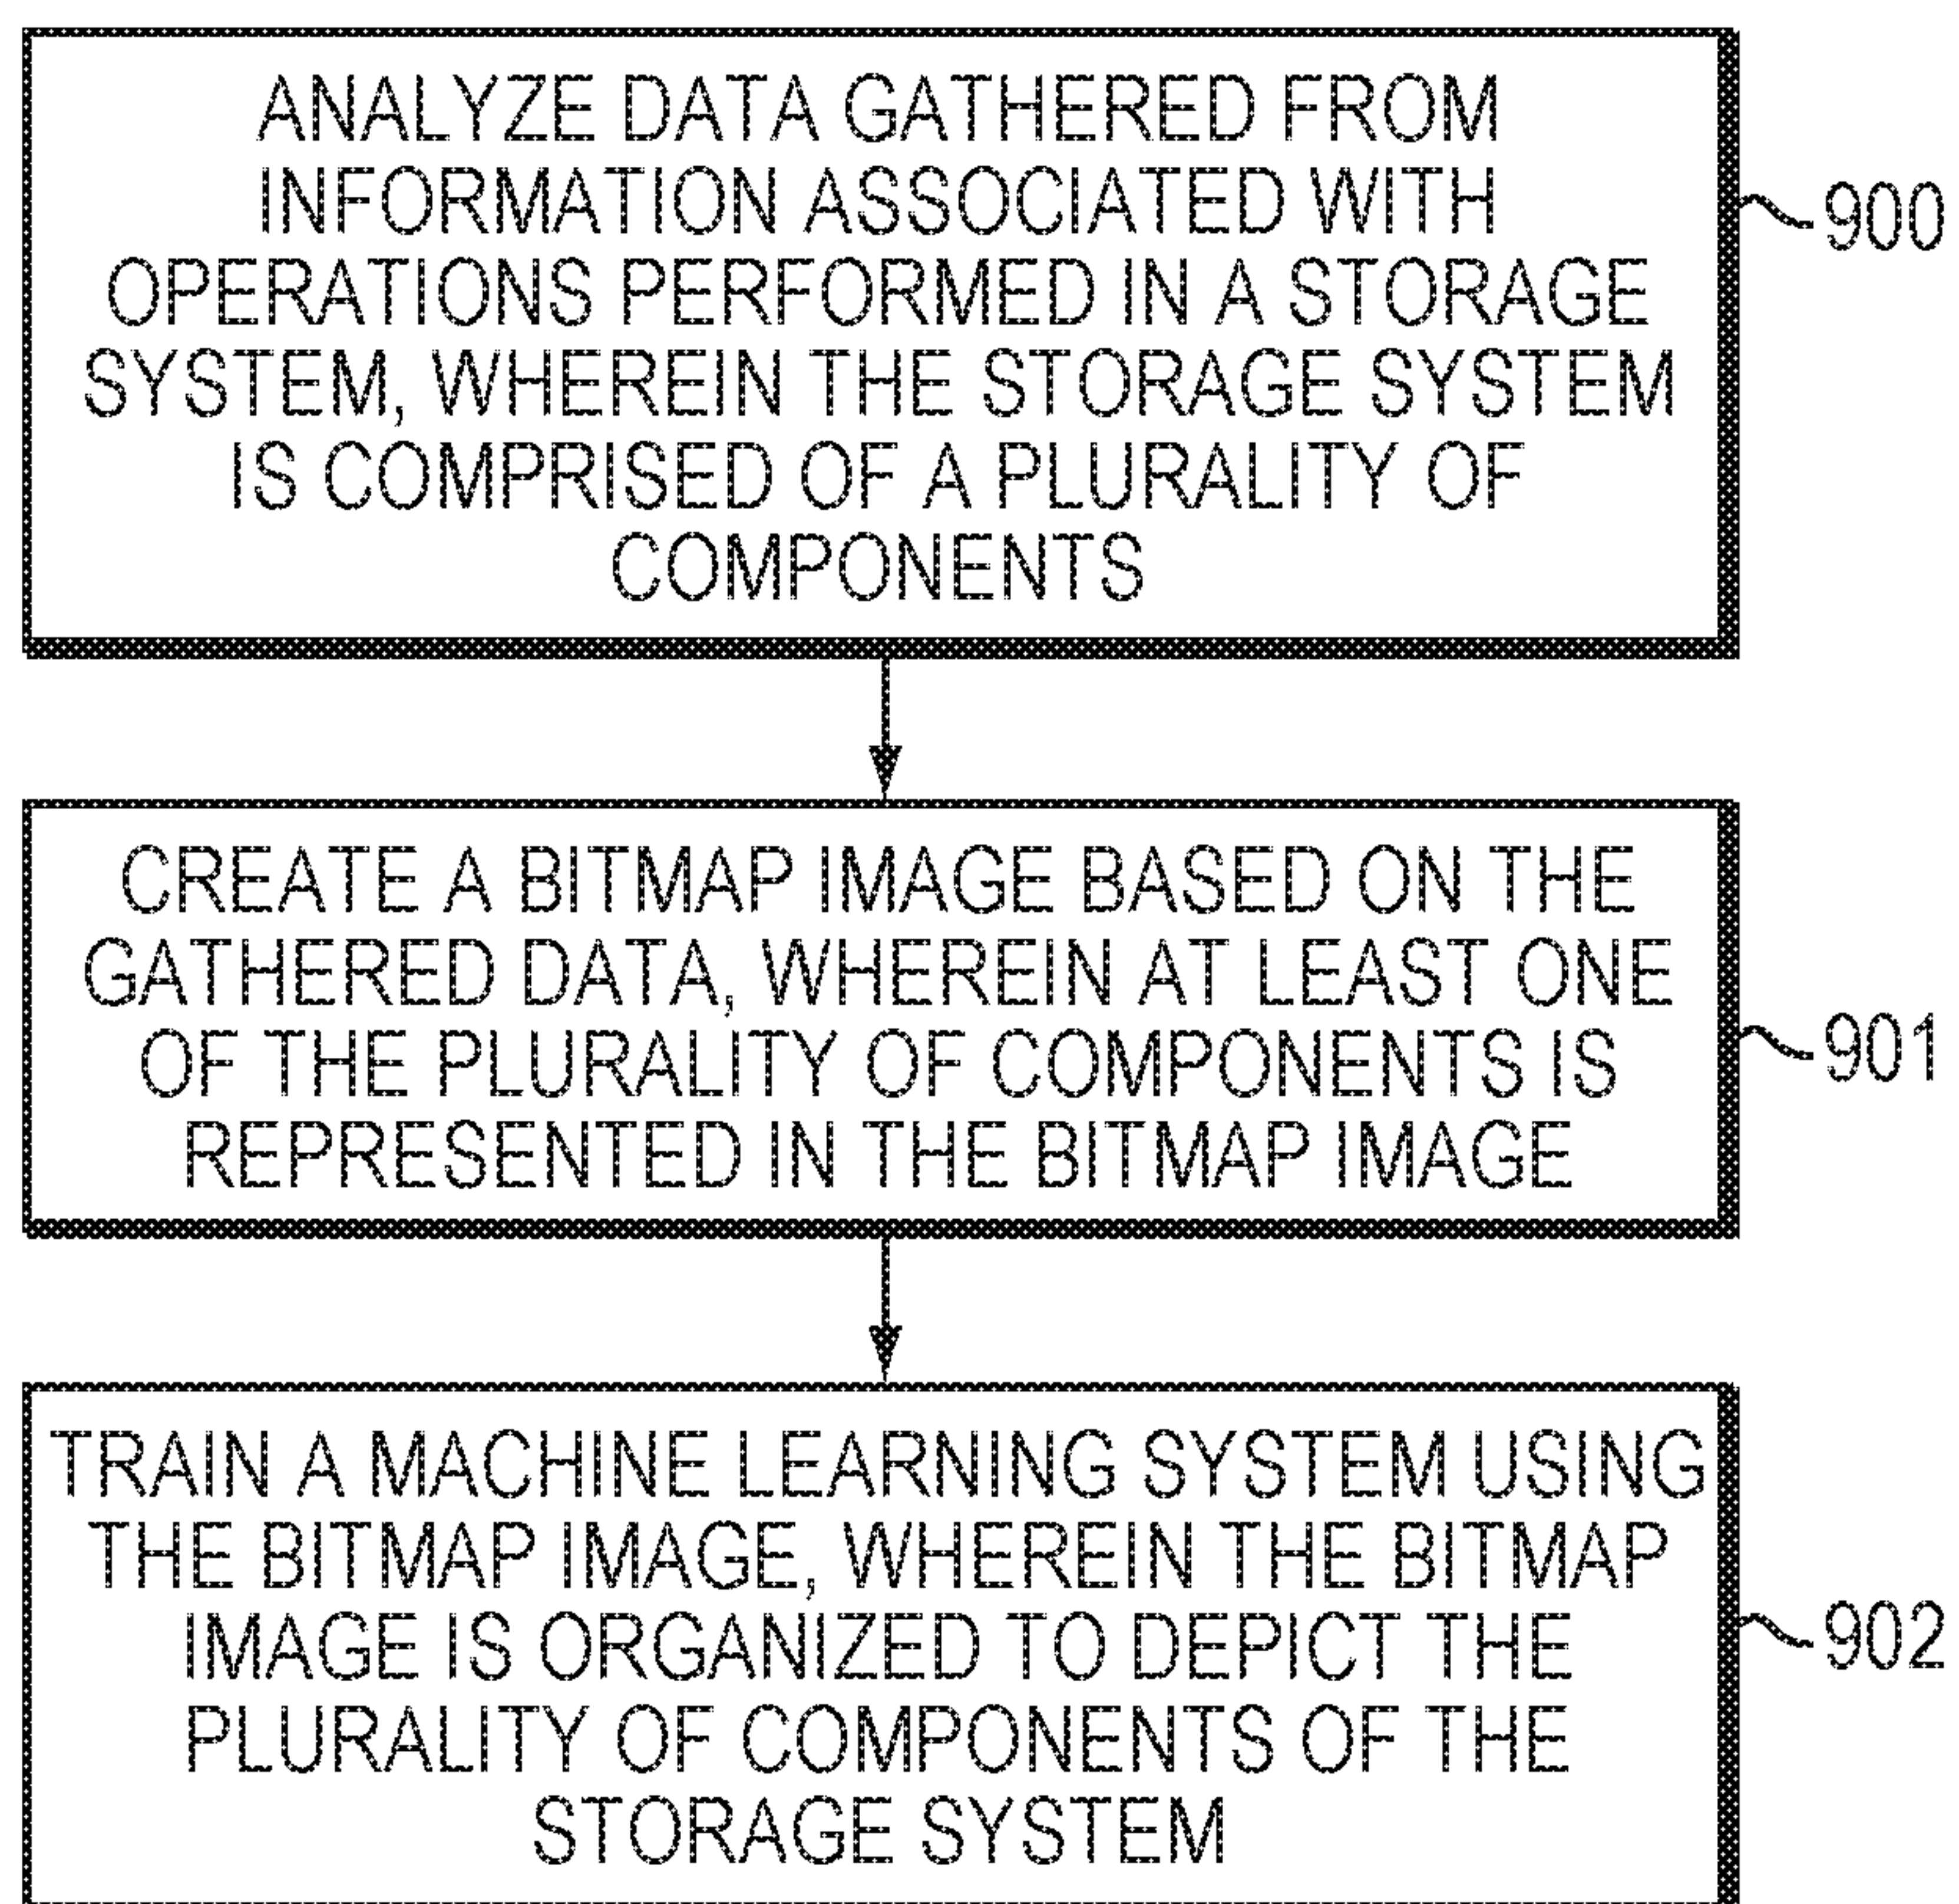 ANALYZE DATA GATHERED FROM
INFORMATION ASSOCIATED WITH
OPERATIONS PERFORMED IN A STORAGE
SYSTEM, WHEREIN THE STORAGE SYSTEM
IS COMPRISED OF A PLURALITY OF
COMPONENTS
900
CREATE A BITMAP IMAGE BASED ON THE
GATHERED DATA, WHEREIN AT LEAST ONE
OF THE PLURALITY OF COMPONENTS IS
REPRESENTED IN THE BITMAP IMAGE
901
TRAIN A MACHINE LEARNING SYSTEM USING
THE BITMAP IMAGE, WHEREIN THE BITMAP
IMAGE IS ORGANIZED TO DEPICT THE
PLURALITY OF COMPONENTS OF THE
STORAGE SYSTEM
902